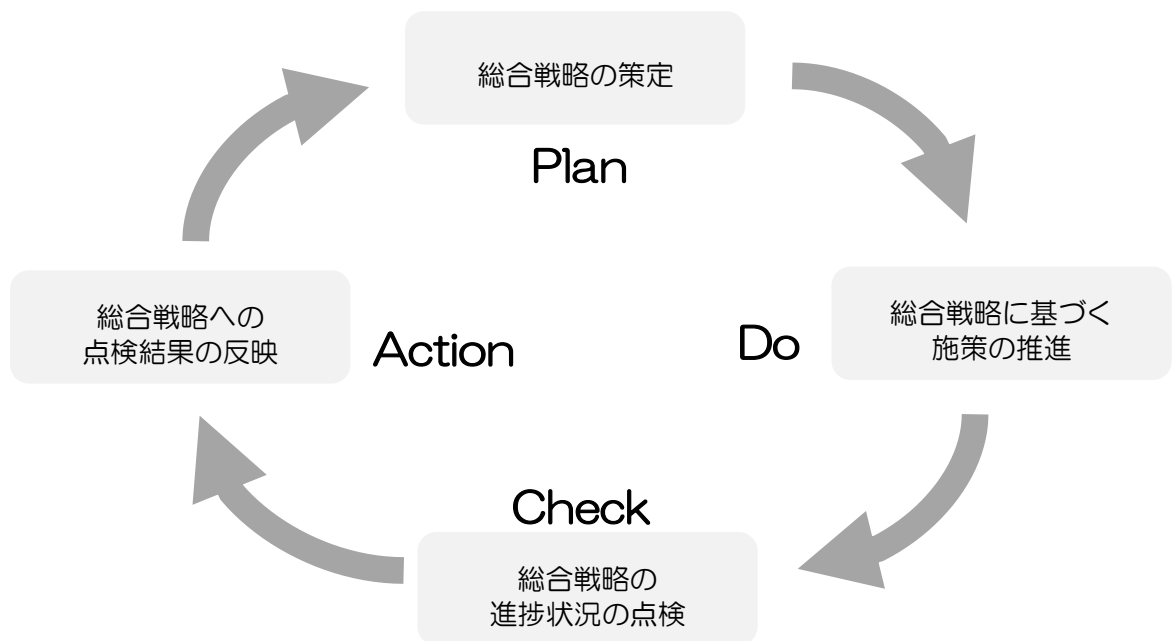 総合戦略の策定
Plan
総合戦略に基づく
施策の推進
Do
Check
総合戦略の
進捗状況の点検
総合戦略への
点検結果の反映
Action